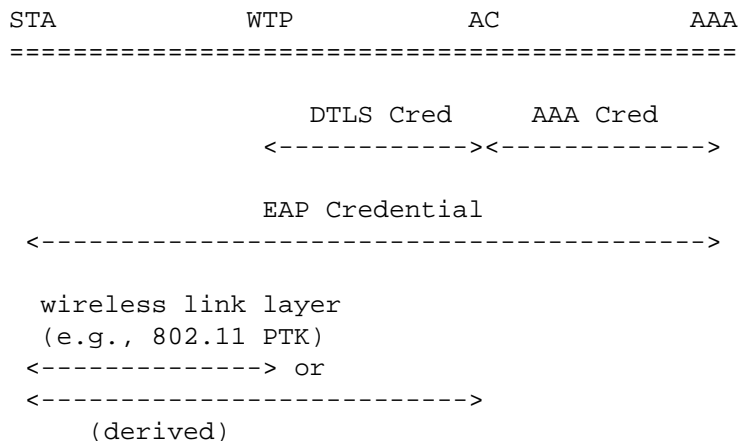 STA WTP AC AAA
==============================================
DTLS Cred AAA Cred
<------------><------------->
EAP Credential
<------------------------------------------>
wireless link layer
(e.g., 802.11 PTK)
<--------------> or
<--------------------------->
(derived)